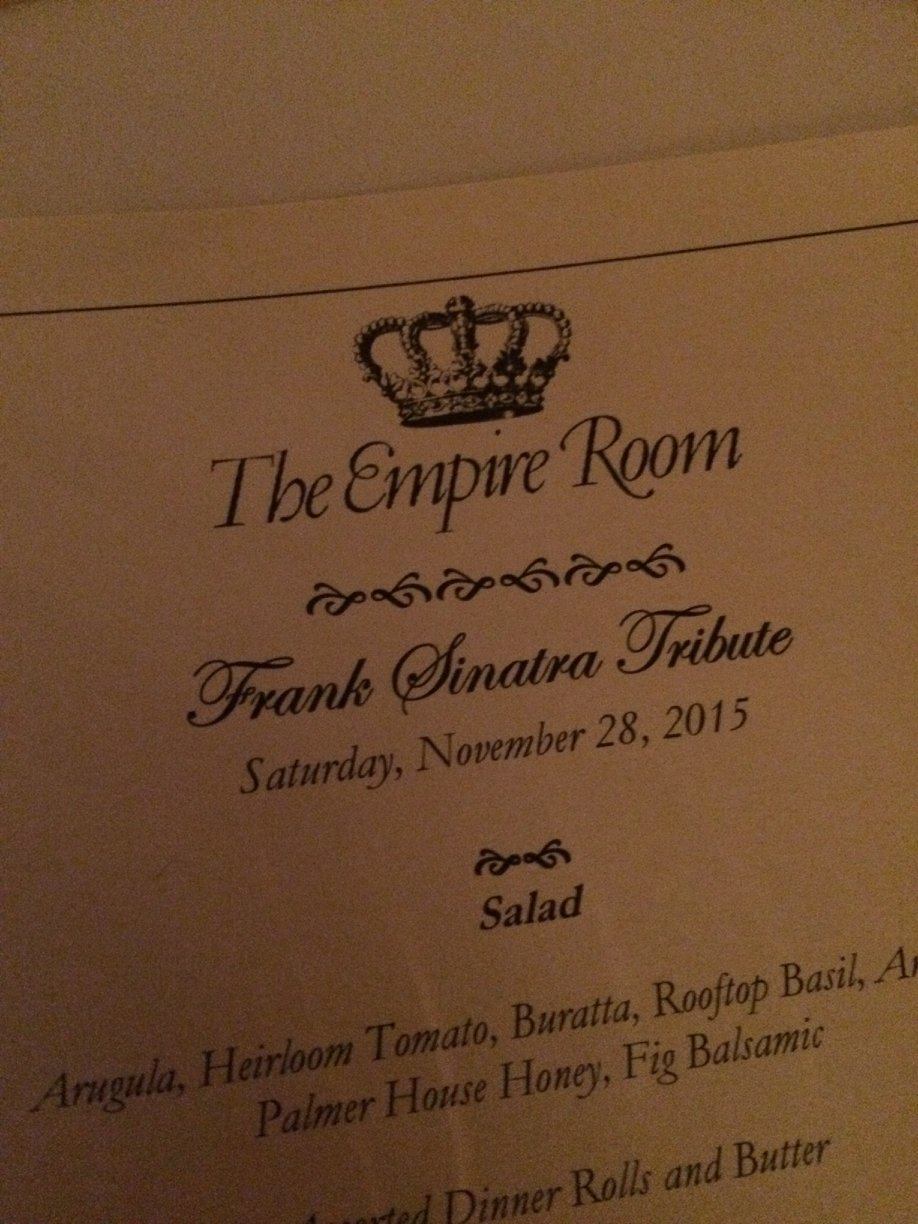 The Empire Room
Frank Sinatra Tribute
Saturday, November 28, 2015
Salad
Arugula, Heirloom Tomato, Buratta, Rooftop Basil,
Palmer House Honey, Fig Balsamic
Dinner Rolls and Butter